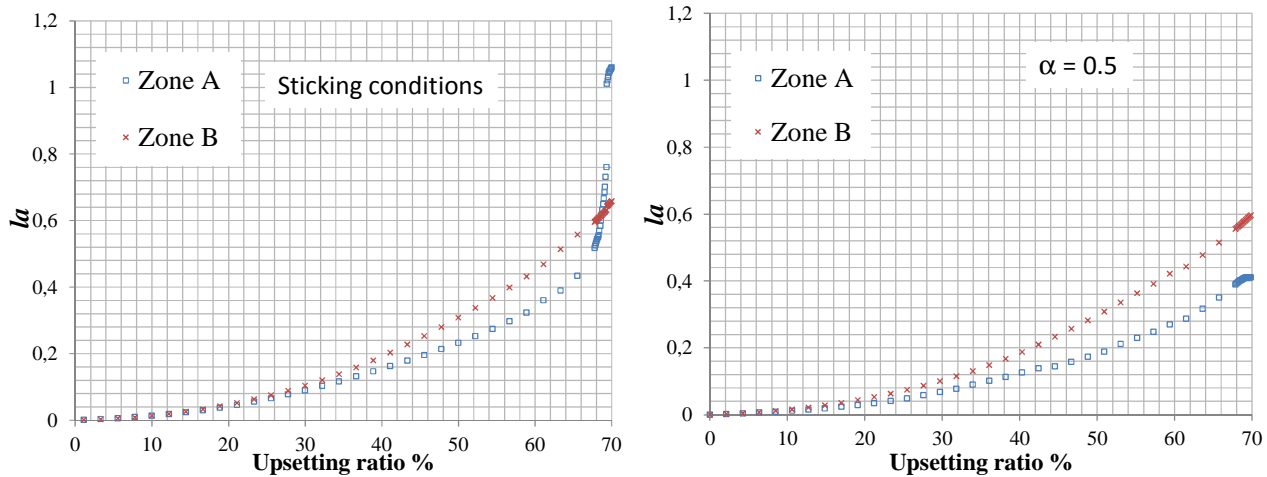 1,2
1
0,8
0,6
0,4
0,2
0
Ia
Zone A
Zone B
Sticking conditions
0 10 20 30 40 50 60 70
Upsetting ratio %
1,2
1
0,8
0,6
0,4
0,2
0
Ia
Zone A
Zone B
α = 0.5
0 10 20 30 40 50 60 70
Upsetting ratio %